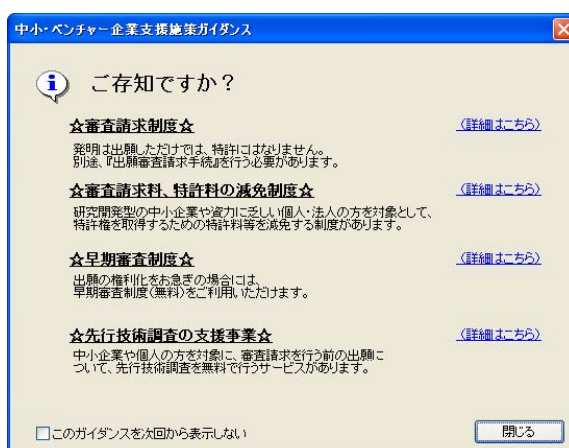 中小・ベンチャー企業支援施策ガイダンス
ご存知ですか？
☆審査請求制度☆ (詳細はこちら)
発明は出願しただけでは、特許にはなりません。
別途、『出願審査請求手続』を行う必要があります。
☆審査請求料、特許料の減免制度☆ (詳細はこちら)
研究開発型の中小企業や資力に乏しい個人・法人の方を対象として、
特許権を取得するための特許料等を減免する制度があります。
☆早期審査制度☆ (詳細はこちら)
出願の権利化をお急ぎの場合には、
早期審査制度(無料)をご利用いただけます。
☆先行技術調査の支援事業☆ (詳細はこちら)
中小企業や個人の方を対象に、審査請求を行う前の出願に
ついて、先行技術調査を無料で行うサービスがあります。
このガイダンスを次回から表示しない 閉じる